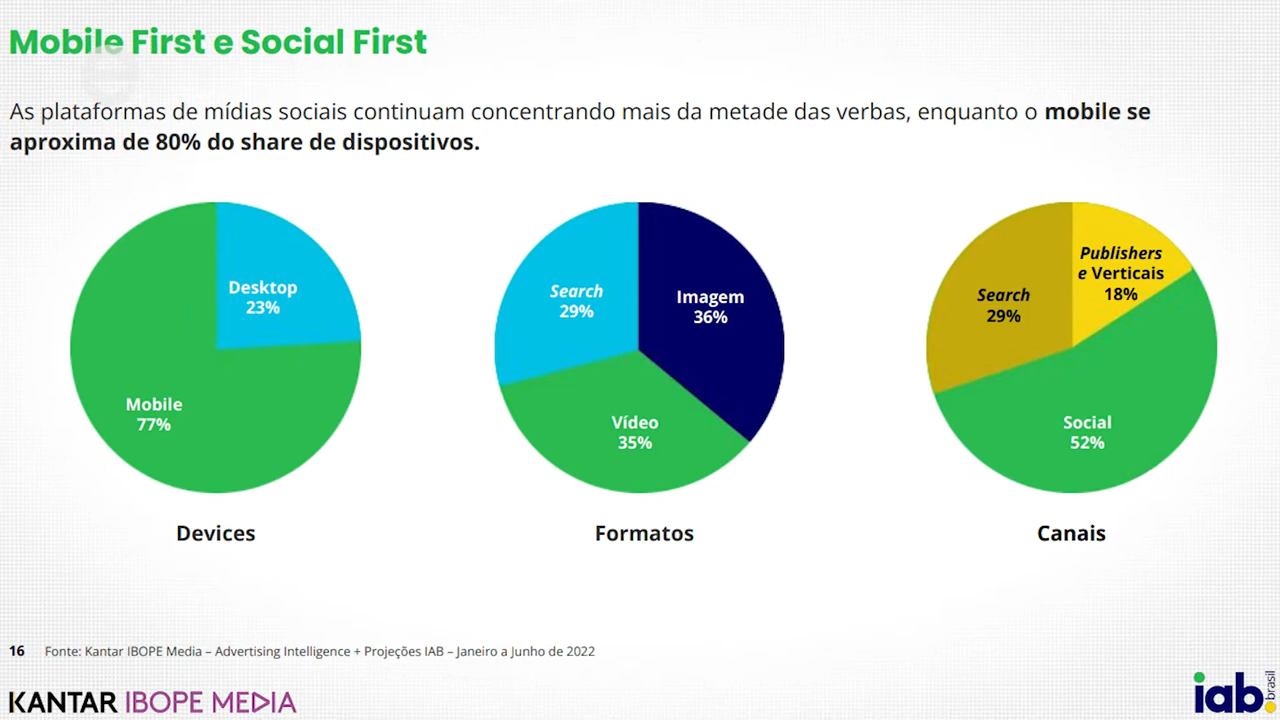 Mobile First e Social First
As plataformas de mídias sociais continuam concentrando mais da metade das verbas, enquanto o mobile se
aproxima de 80% do share de dispositivos.
Desktop
23%
Mobile
77%
Devices
Search
29%
Imagem
36%
Vídeo
35%
Formatos
Search
29%
Publishers
e Verticais
18%
Social
52%
Canais
16 Fonte: Kantar IBOPE Media – Advertising Intelligence + Projeções IAB – Janeiro a Junho de 2022
KANTAR IBOPE MEDIA
iab.
brasil